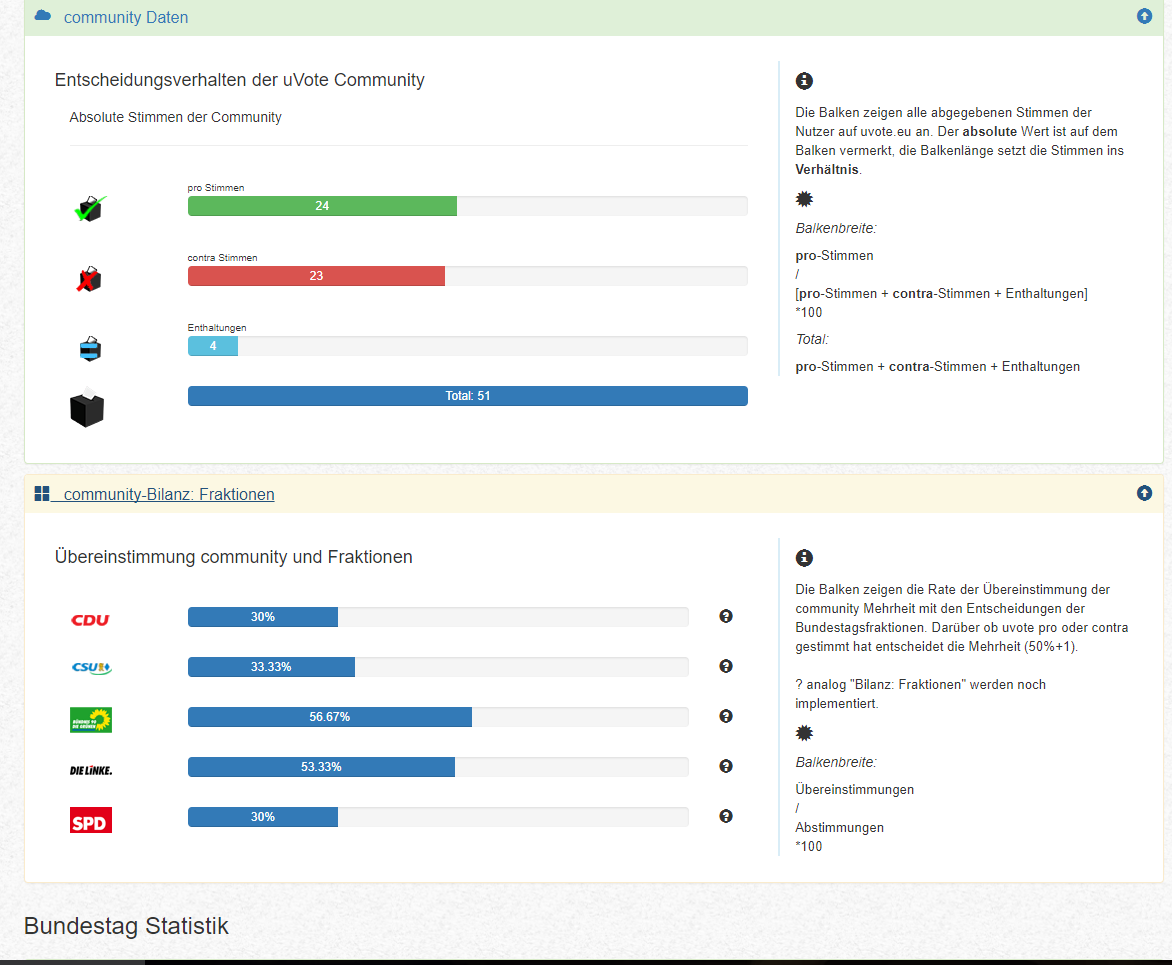 community Daten
Entscheidungsverhalten der uVote Community
Absolute Stimmen der Community
pro Stimmen
24
contra Stimmen
23
Enthaltungen
4
Total: 51
Die Balken zeigen alle abgegebenen Stimmen der
Nutzer auf uvote.eu an. Der absolute Wert ist auf dem
Balken vermerkt, die Balkenlänge setzt die Stimmen ins
Verhältnis.
Balkenbreite:
pro-Stimmen
/
[pro-Stimmen + contra-Stimmen + Enthaltungen]
*100
Total:
pro-Stimmen + contra-Stimmen + Enthaltungen
community-Bilanz: Fraktionen
Übereinstimmung community und Fraktionen
CDU 30% ?
CSU 33.33% ?
BÜNDNIS 90 DIE GRÜNEN 56.67% ?
DIE LINKE. 53.33% ?
SPD 30% ?
Die Balken zeigen die Rate der Übereinstimmung der
community Mehrheit mit den Entscheidungen der
Bundestagsfraktionen. Darüber ob uvote pro oder contra
gestimmt hat entscheidet die Mehrheit (50%+1).
? analog "Bilanz: Fraktionen" werden noch
implementiert.
Balkenbreite:
Übereinstimmungen
/
Abstimmungen
*100
Bundestag Statistik